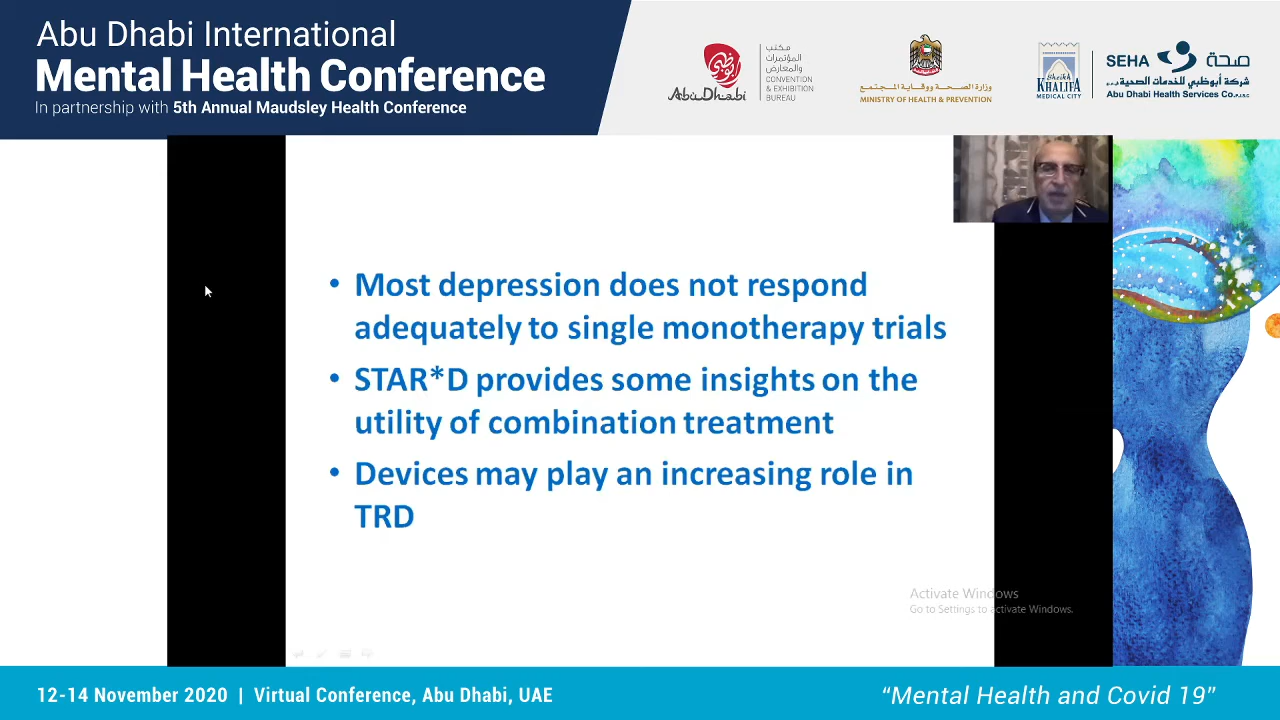 Abu Dhabi International
Mental Health Conference
In partnership with 5th Annual Maudsley Health Conference
أبوظبي
AbuDhabi
مكتب
المؤتمرات
والمعارض
CONVENTION
& EXHIBITION
BUREAU
وزارة الصحة ووقاية المجتمع
MINISTRY OF HEALTH & PREVENTION
Sheikh
KHALIFA
MEDICAL CITY
SEHA صحة
شركة أبوظبي للخدمات الصحية ش.م.ع
Abu Dhabi Health Services Co. PJSC
• Most depression does not respond
adequately to single monotherapy trials
• STAR*D provides some insights on the
utility of combination treatment
• Devices may play an increasing role in
TRD
Activate Windows
Go to Settings to activate Windows.
12-14 November 2020 | Virtual Conference, Abu Dhabi, UAE
“Mental Health and Covid 19”